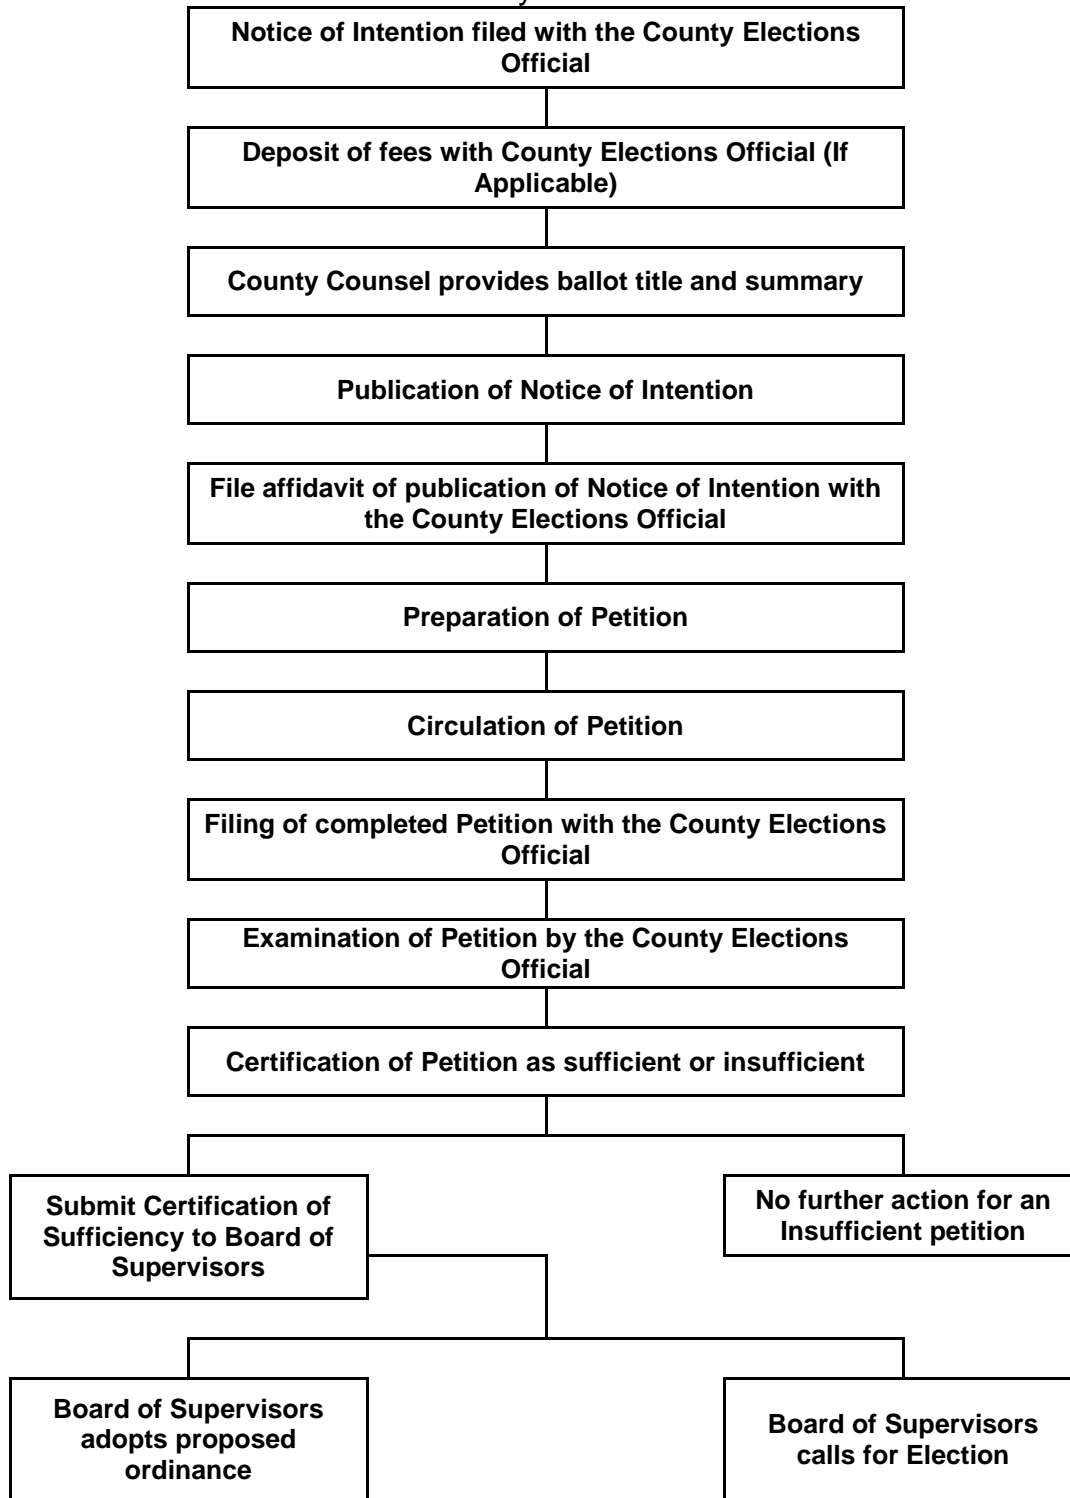 Notice of Intention filed with the County Elections
Official
Deposit of fees with County Elections Official (If
Applicable)
County Counsel provides ballot title and summary
Publication of Notice of Intention
File affidavit of publication of Notice of Intention with
the County Elections Official
Preparation of Petition
Circulation of Petition
Filing of completed Petition with the County Elections
Official
Examination of Petition by the County Elections
Official
Certification of Petition as sufficient or insufficient
Submit Certification of
Sufficiency to Board of
Supervisors
No further action for an
Insufficient petition
Board of Supervisors
adopts proposed
ordinance
Board of Supervisors
calls for Election